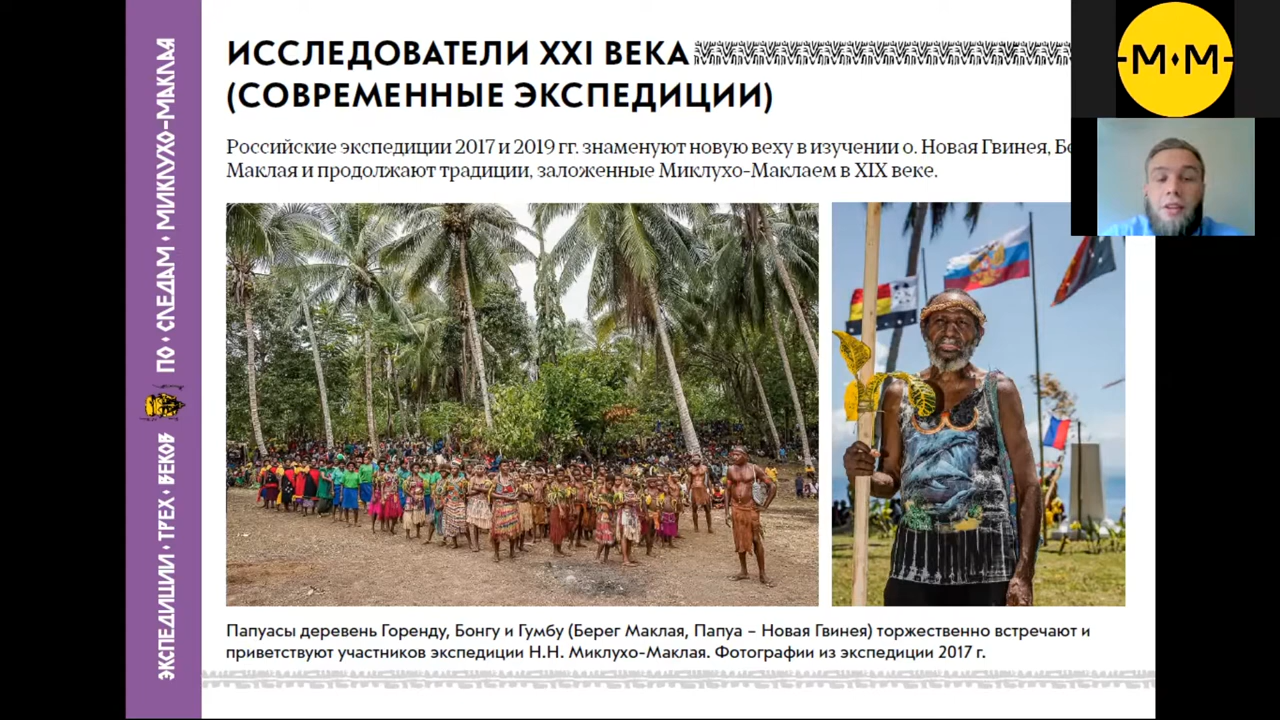 ИССЛЕДОВАТЕЛИ XXI ВЕКА
(СОВРЕМЕННЫЕ ЭКСПЕДИЦИИ)
Российские экспедиции 2017 и 2019 гг. знаменуют новую веху в изучении о. Новая Гвинея,
Маклая и продолжают традиции, заложенные Миклухо-Маклаем в XIX веке.
Папуасы деревень Горенду, Бонгу и Гумбу (Берег Маклая, Папуа – Новая Гвинея) торжественно встречают и
приветствуют участников экспедиции Н.Н. Миклухо-Маклая. Фотографии из экспедиции 2017 г.
ЭКСПЕДИЦИИ • ТРЕХ • ВЕКОВ
ПО • СЛЕДАМ • МИКЛУХО-МАКЛАЯ
-М•М-